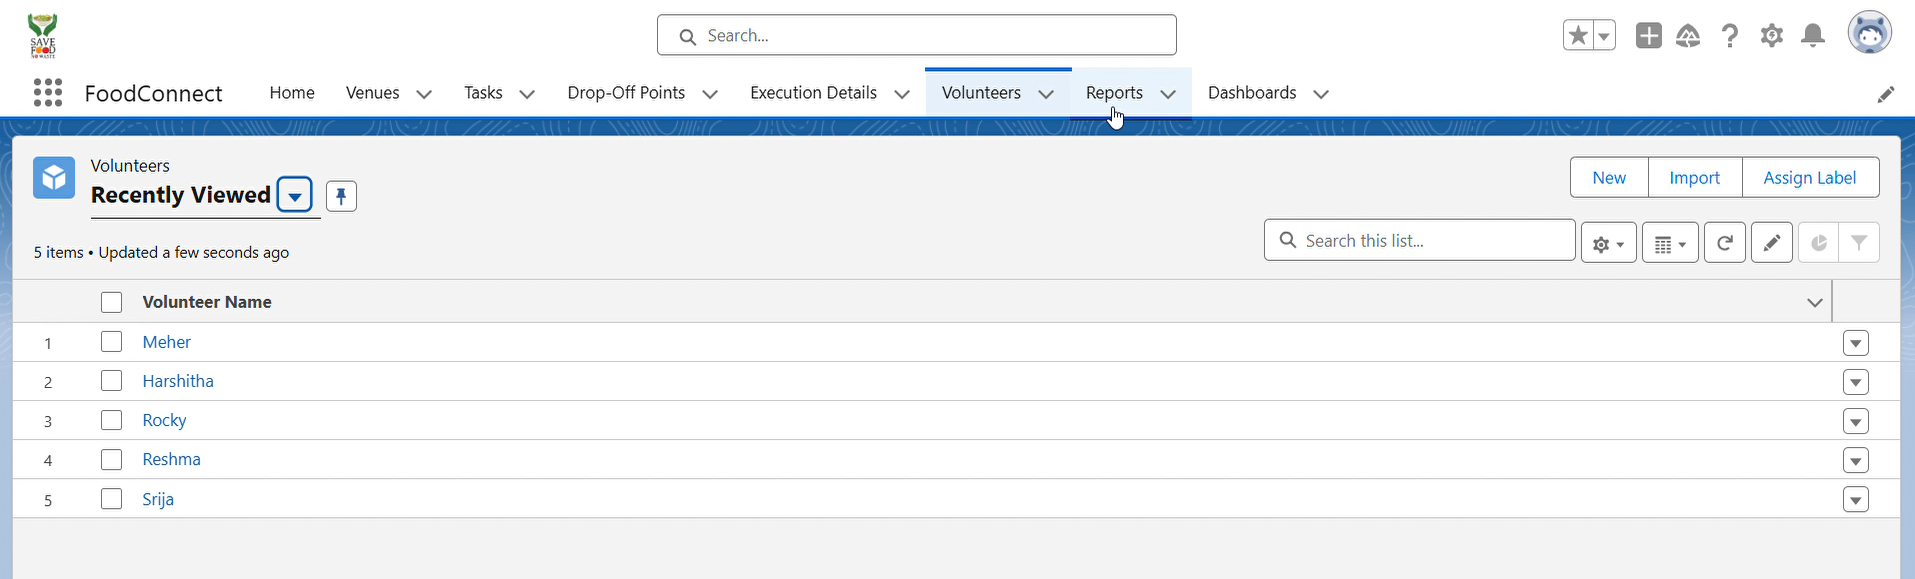 SAVE
FOOD
NO WASTE
Search...
FoodConnect Home Venues Tasks Drop-Off Points Execution Details Volunteers Reports Dashboards
Volunteers
Recently Viewed
New Import Assign Label
5 items • Updated a few seconds ago
Search this list...
Volunteer Name
1 Meher
2 Harshitha
3 Rocky
4 Reshma
5 Srija